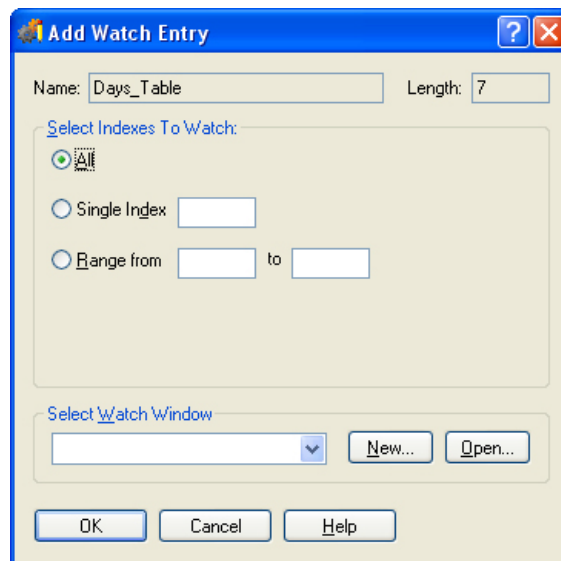 Add Watch Entry
Name: Days_Table Length: 7
Select Indexes To Watch:
All
Single Index
Range from to
Select Watch Window
New... Open...
OK Cancel Help